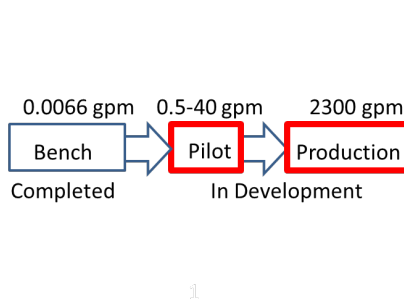 0.0066 gpm 0.5-40 gpm 2300 gpm
Bench Pilot Production
Completed In Development
1